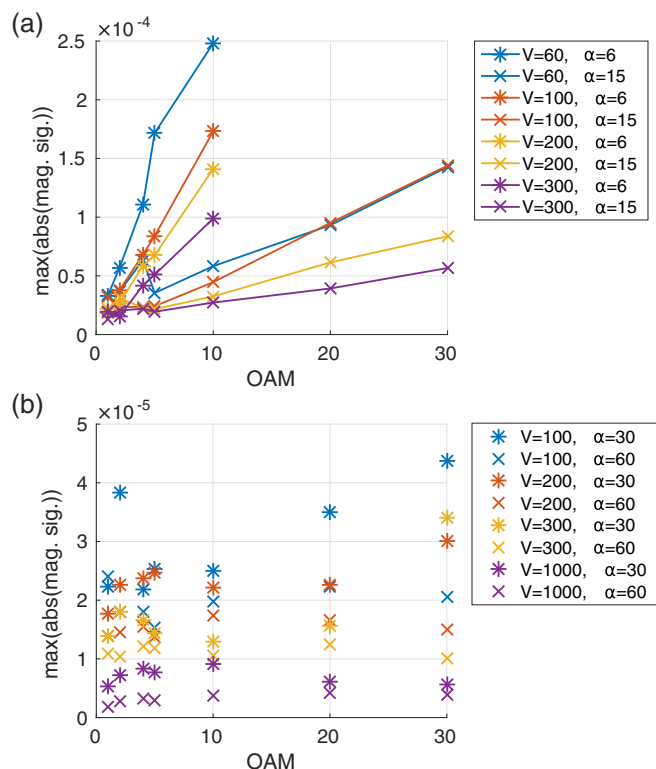 (a)
×10⁻⁴
2.5
2
1.5
1
0.5
0
0
10
20
30
max(abs(mag. sig.))
OAM
V=60, α=6
V=60, α=15
V=100, α=6
V=100, α=15
V=200, α=6
V=200, α=15
V=300, α=6
V=300, α=15
(b)
×10⁻⁵
5
4
3
2
1
0
0
10
20
30
max(abs(mag. sig.))
OAM
V=100, α=30
V=100, α=60
V=200, α=30
V=200, α=60
V=300, α=30
V=300, α=60
V=1000, α=30
V=1000, α=60